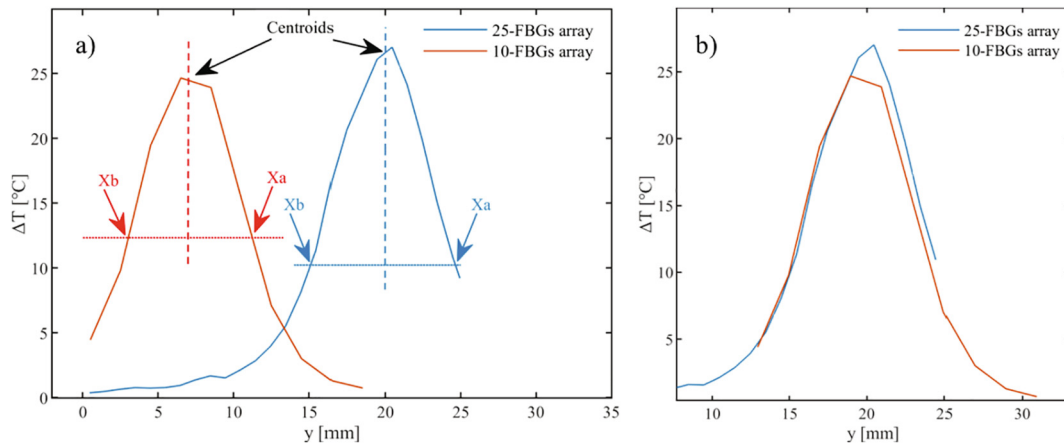 a)
Centroids
25-FBGs array
10-FBGs array
Xb
Xa
Xb
Xa
ΔT [°C]
25
20
15
10
5
0
0 5 10 15 20 25 30 35
y [mm]
b)
25-FBGs array
10-FBGs array
ΔT [°C]
25
20
15
10
5
10 15 20 25 30
y [mm]